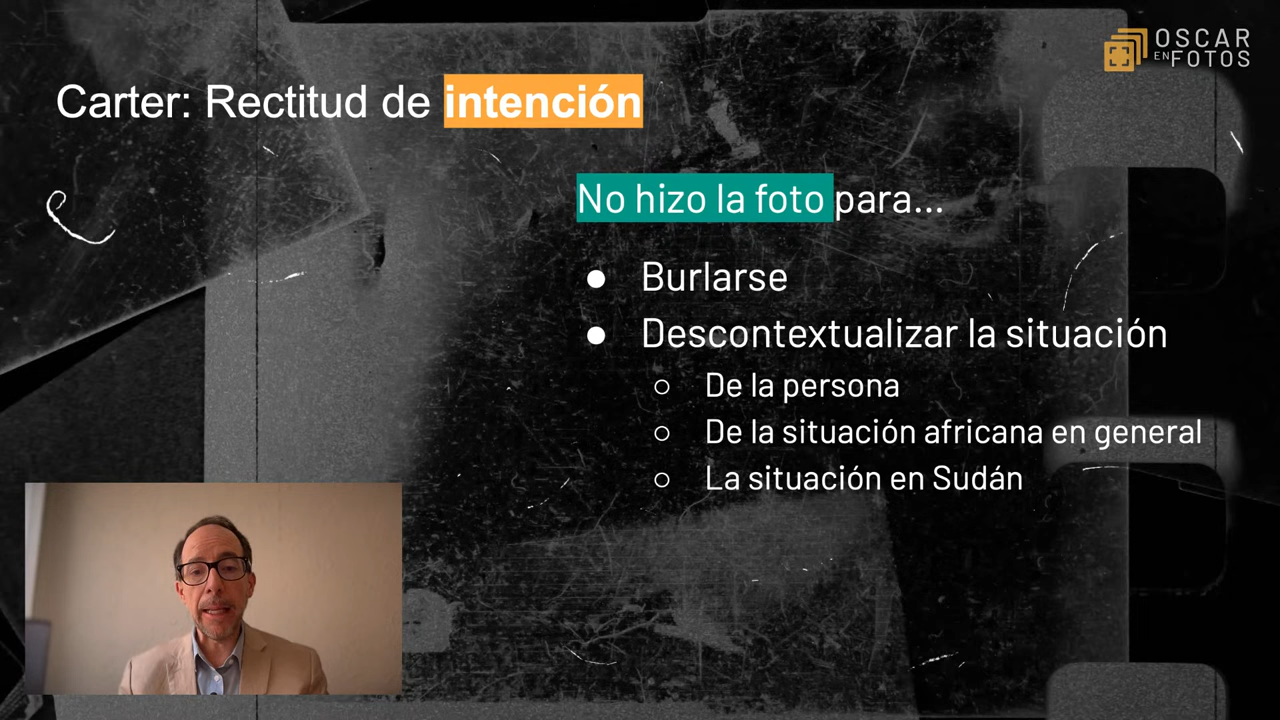 OSCAR
EN FOTOS
Carter: Rectitud de intención
No hizo la foto para...
● Burlarse
● Descontextualizar la situación
○ De la persona
○ De la situación africana en general
○ La situación en Sudán